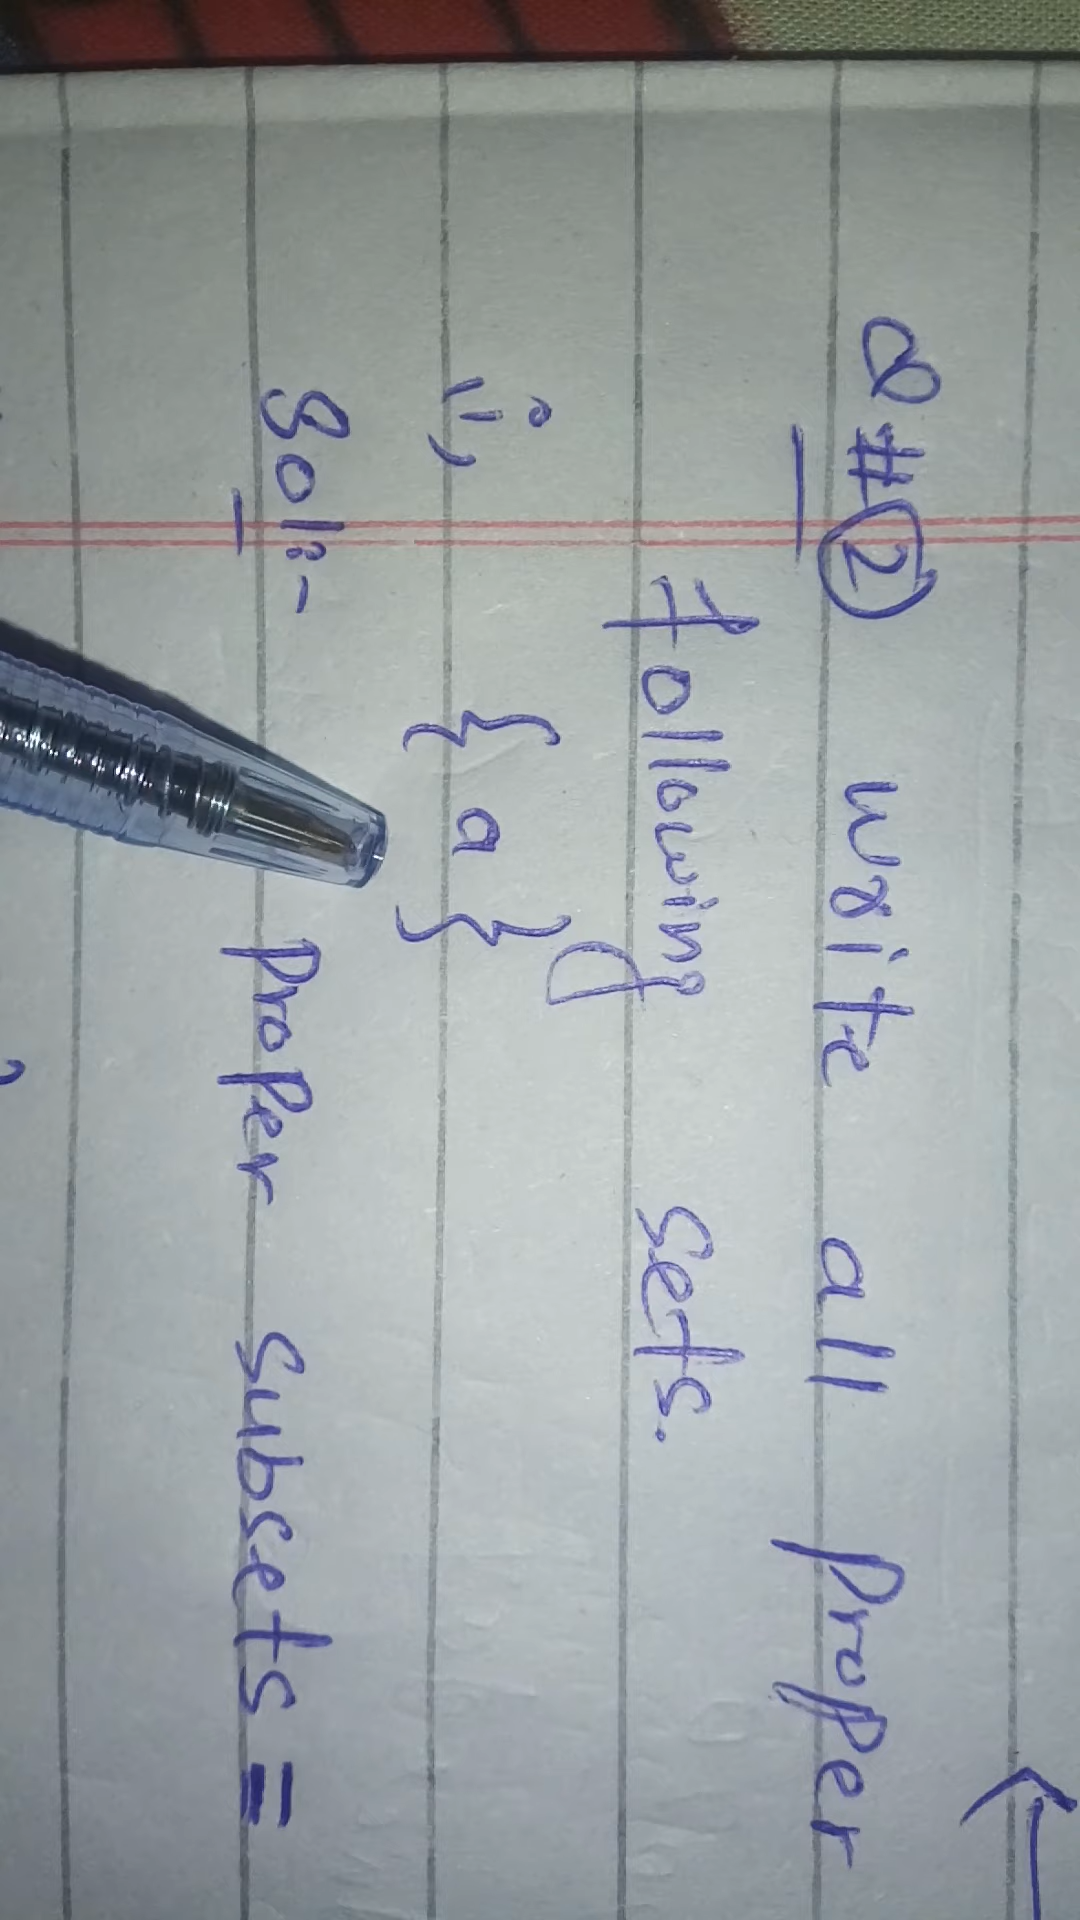 Q#2 write all proper
following sets.
i, { a }
Sol:- proper subsets =